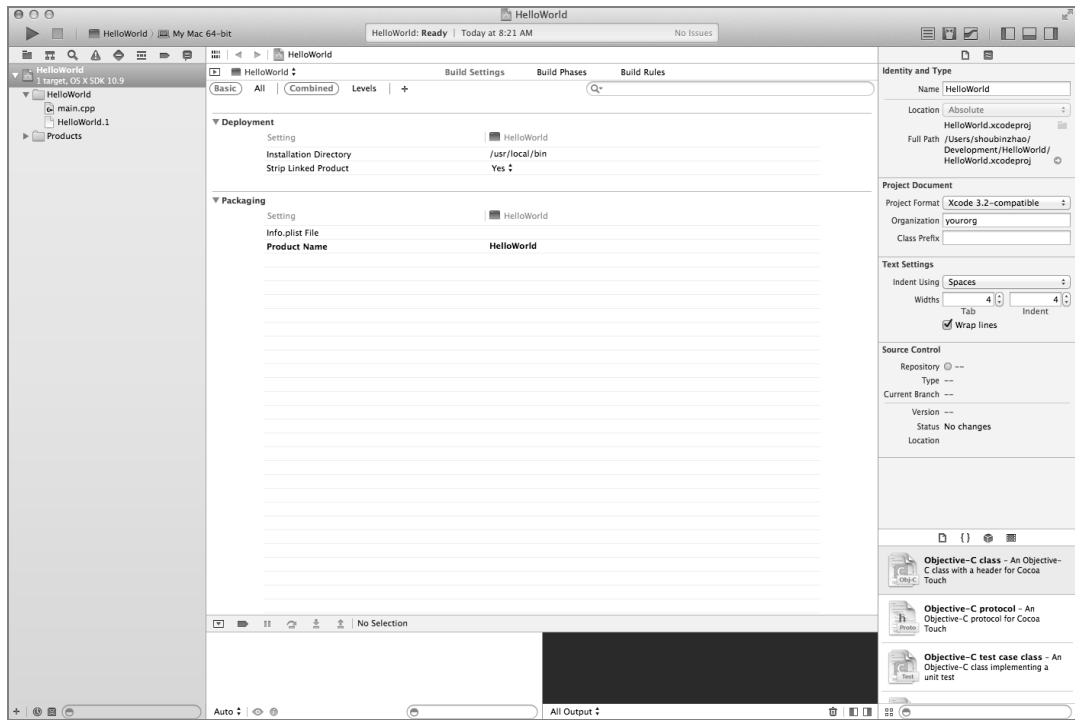 HelloWorld
HelloWorld 〉 My Mac 64-bit
HelloWorld: Ready | Today at 8:21 AM
No Issues
HelloWorld
1 target, OS X SDK 10.9
HelloWorld
main.cpp
HelloWorld.1
Products
HelloWorld
HelloWorld
Build Settings Build Phases Build Rules
Basic All Combined Levels +
Deployment
Setting HelloWorld
Installation Directory /usr/local/bin
Strip Linked Product Yes
Packaging
Setting HelloWorld
Info.plist File
Product Name HelloWorld
No Selection
Auto
All Output
Identity and Type
Name HelloWorld
Location Absolute
HelloWorld.xcodeproj
Full Path /Users/shoubinzhao/
Development/HelloWorld/
HelloWorld.xcodeproj
Project Document
Project Format Xcode 3.2-compatible
Organization yourorg
Class Prefix
Text Settings
Indent Using Spaces
Widths 4 4
Tab Indent
Wrap lines
Source Control
Repository --
Type --
Current Branch --
Version --
Status No changes
Location
{}
Objective-C class - An Objective-
C class with a header for Cocoa
Touch
Obj-C
Objective-C protocol - An
Objective-C protocol for Cocoa
Touch
h
Proto
Objective-C test case class - An
Objective-C class implementing a
unit test
C
Test